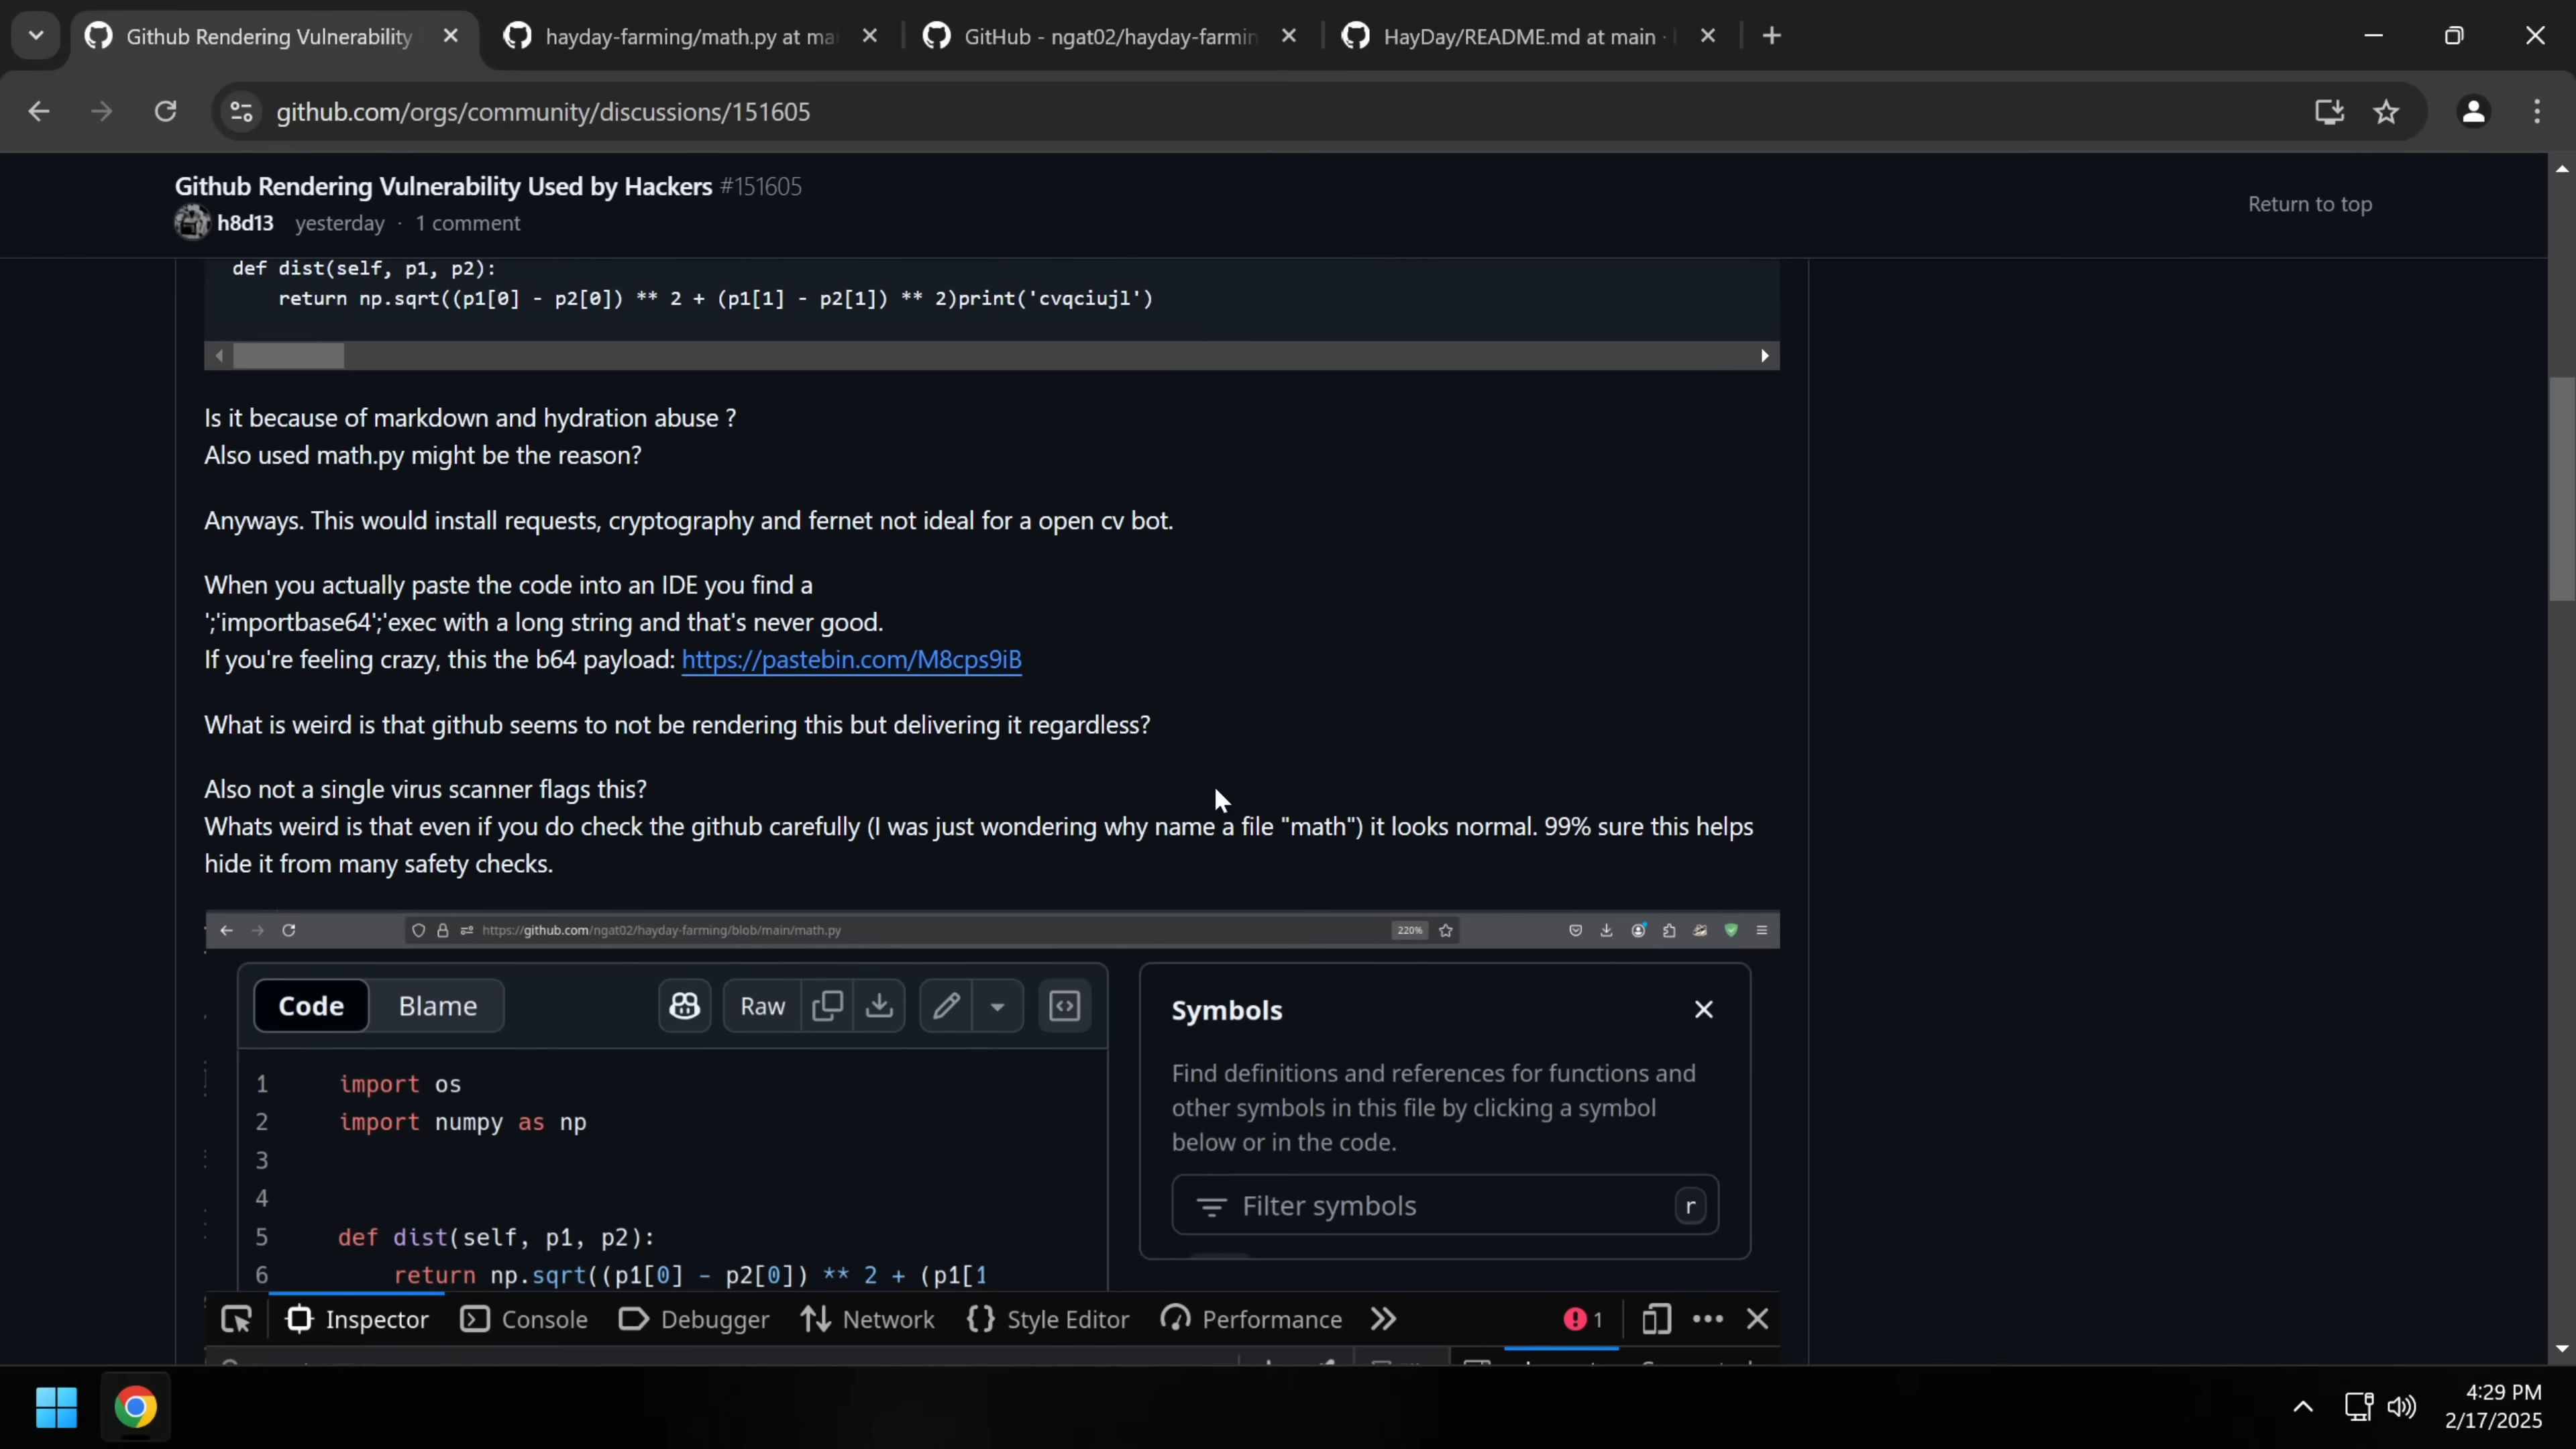 Github Rendering Vulnerability
hayday-farming/math.py at ma
GitHub - ngat02/hayday-farmin
HayDay/README.md at main ·
github.com/orgs/community/discussions/151605
Github Rendering Vulnerability Used by Hackers #151605
h8d13 yesterday · 1 comment
Return to top
def dist(self, p1, p2):
return np.sqrt((p1[0] - p2[0]) ** 2 + (p1[1] - p2[1]) ** 2)print('cvqciujl')
Is it because of markdown and hydration abuse ?
Also used math.py might be the reason?
Anyways. This would install requests, cryptography and fernet not ideal for a open cv bot.
When you actually paste the code into an IDE you find a
';'importbase64';'exec with a long string and that's never good.
If you're feeling crazy, this the b64 payload: https://pastebin.com/M8cps9iB
What is weird is that github seems to not be rendering this but delivering it regardless?
Also not a single virus scanner flags this?
Whats weird is that even if you do check the github carefully (I was just wondering why name a file "math") it looks normal. 99% sure this helps
hide it from many safety checks.
https://github.com/ngat02/hayday-farming/blob/main/math.py
220%
Code Blame Raw
Symbols
Find definitions and references for functions and
other symbols in this file by clicking a symbol
below or in the code.
Filter symbols r
1 import os
2 import numpy as np
3
4
5 def dist(self, p1, p2):
6 return np.sqrt((p1[0] - p2[0]) ** 2 + (p1[1
Inspector Console Debugger Network Style Editor Performance 1
4:29 PM
2/17/2025